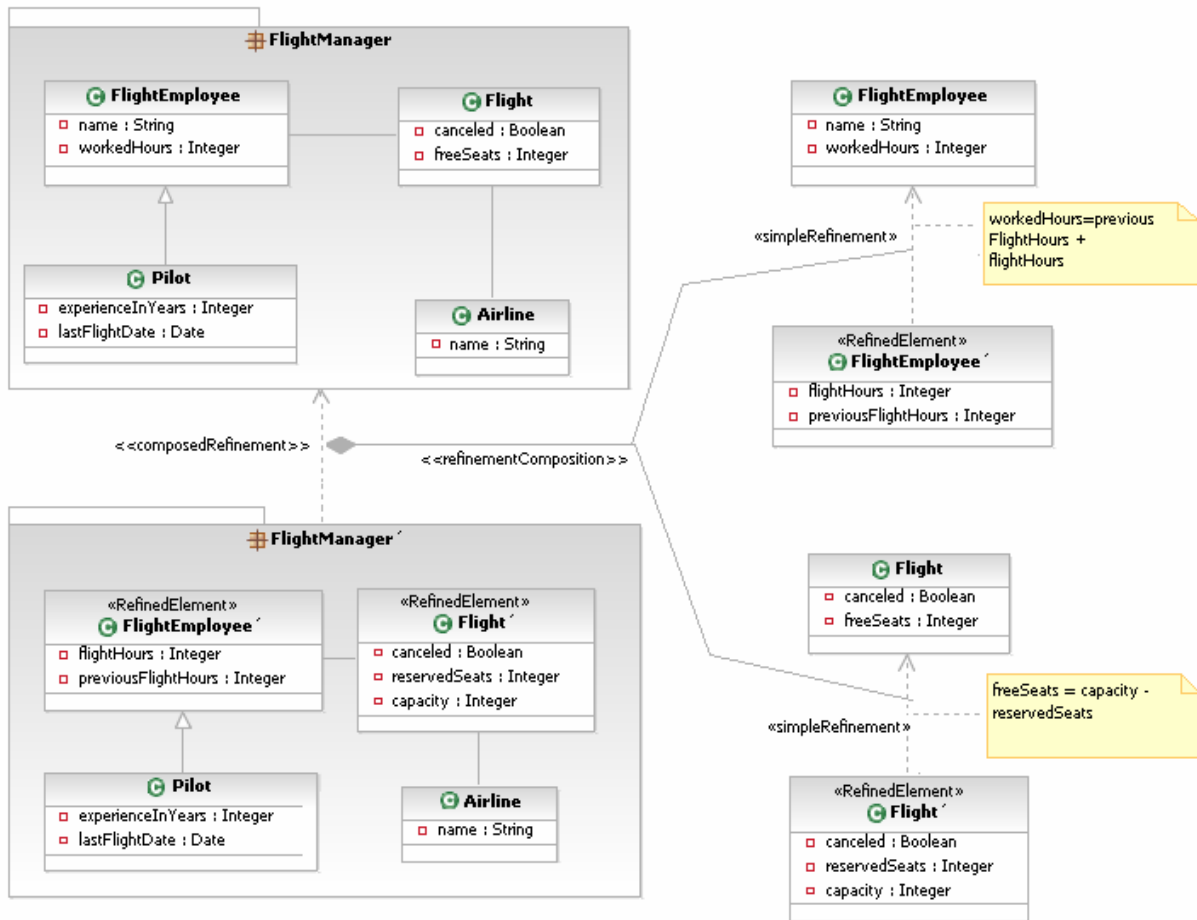 FlightManager
FlightEmployee
name : String
workedHours : Integer
Flight
canceled : Boolean
freeSeats : Integer
Pilot
experienceInYears : Integer
lastFlightDate : Date
Airline
name : String
FlightEmployee
name : String
workedHours : Integer
«simpleRefinement»
workedHours=previous
FlightHours +
flightHours
«RefinedElement»
FlightEmployee´
flightHours : Integer
previousFlightHours : Integer
<<composedRefinement>>
<<refinementComposition>>
FlightManager´
«RefinedElement»
FlightEmployee´
flightHours : Integer
previousFlightHours : Integer
«RefinedElement»
Flight´
canceled : Boolean
reservedSeats : Integer
capacity : Integer
Pilot
experienceInYears : Integer
lastFlightDate : Date
Airline
name : String
Flight
canceled : Boolean
freeSeats : Integer
«simpleRefinement»
freeSeats = capacity -
reservedSeats
«RefinedElement»
Flight´
canceled : Boolean
reservedSeats : Integer
capacity : Integer